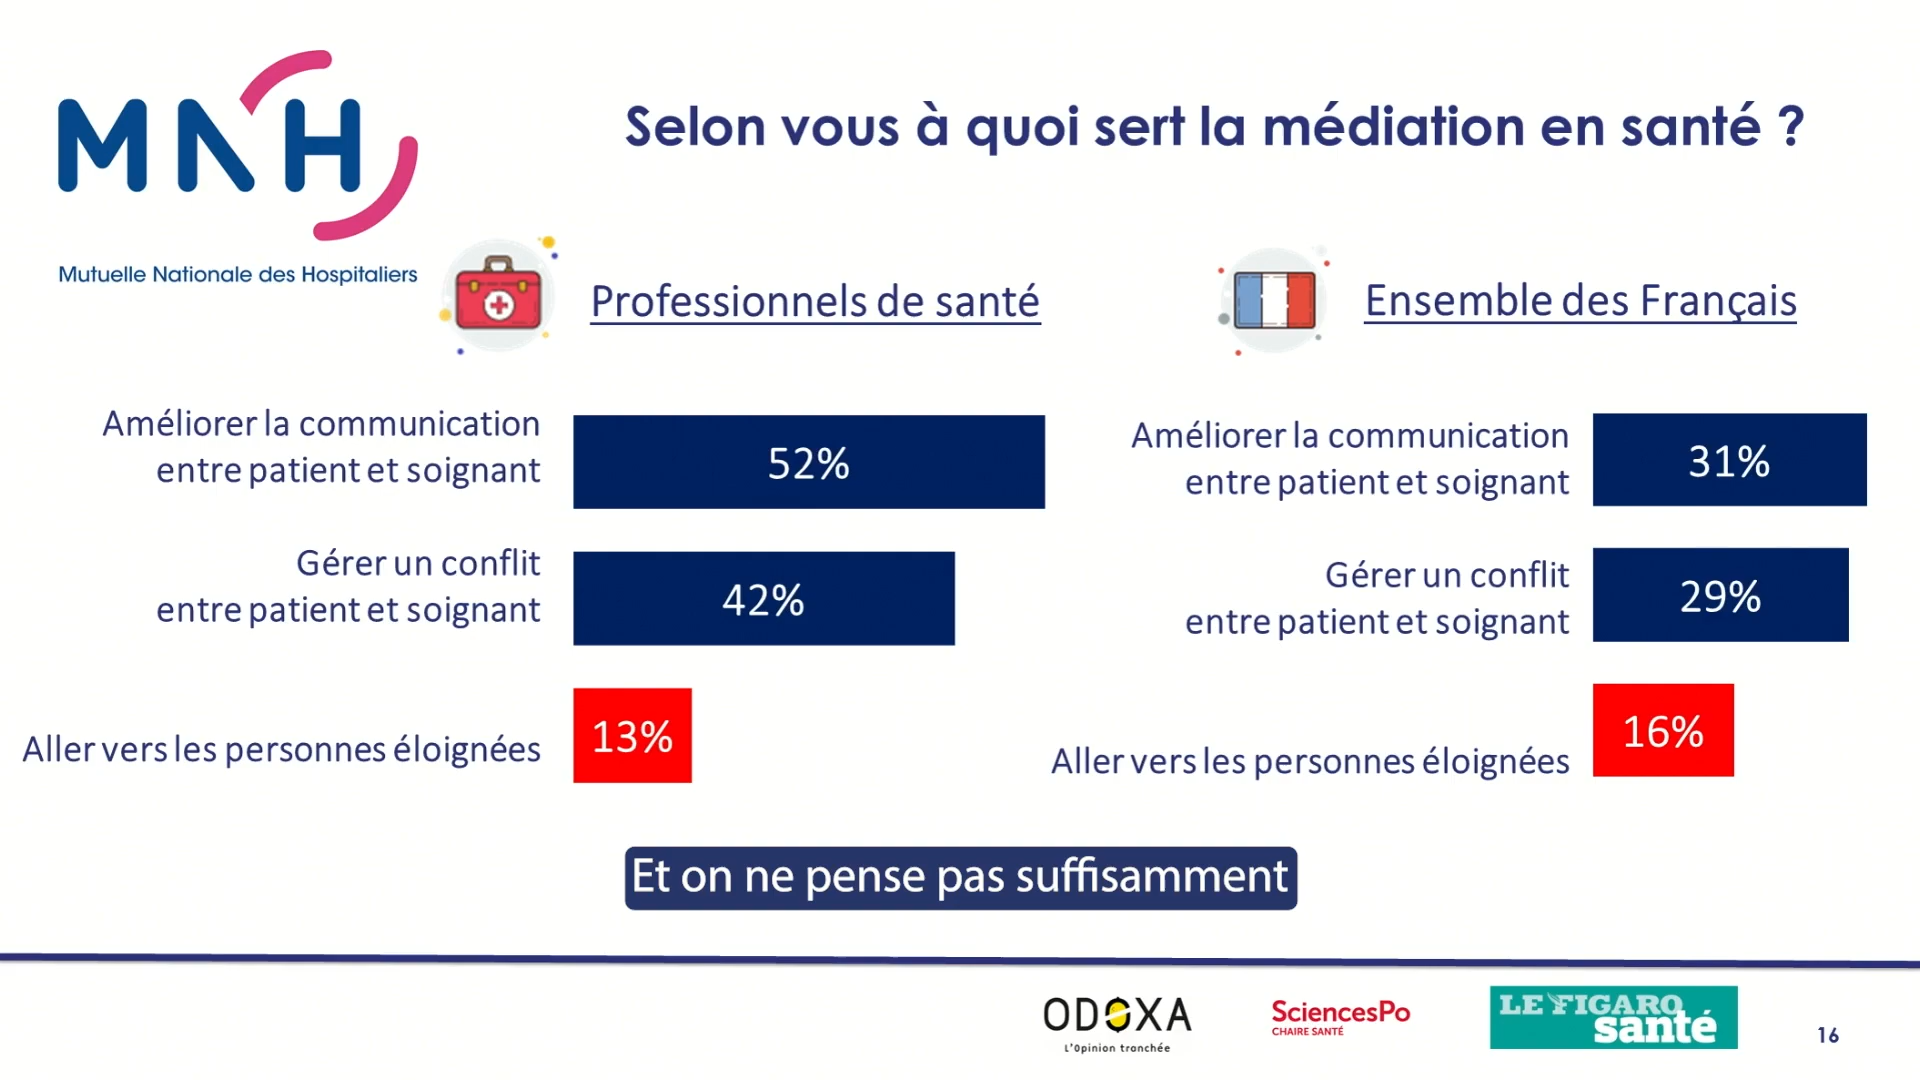 MNH
Mutuelle Nationale des Hospitaliers
Selon vous à quoi sert la médiation en santé ?
Professionnels de santé
Améliorer la communication
entre patient et soignant
52%
Gérer un conflit
entre patient et soignant
42%
Aller vers les personnes éloignées
13%
Ensemble des Français
Améliorer la communication
entre patient et soignant
31%
Gérer un conflit
entre patient et soignant
29%
Aller vers les personnes éloignées
16%
Et on ne pense pas suffisamment
ODOXA
L'Opinion tranchée
SciencesPo
CHAIRE SANTÉ
LE FIGARO
santé
16